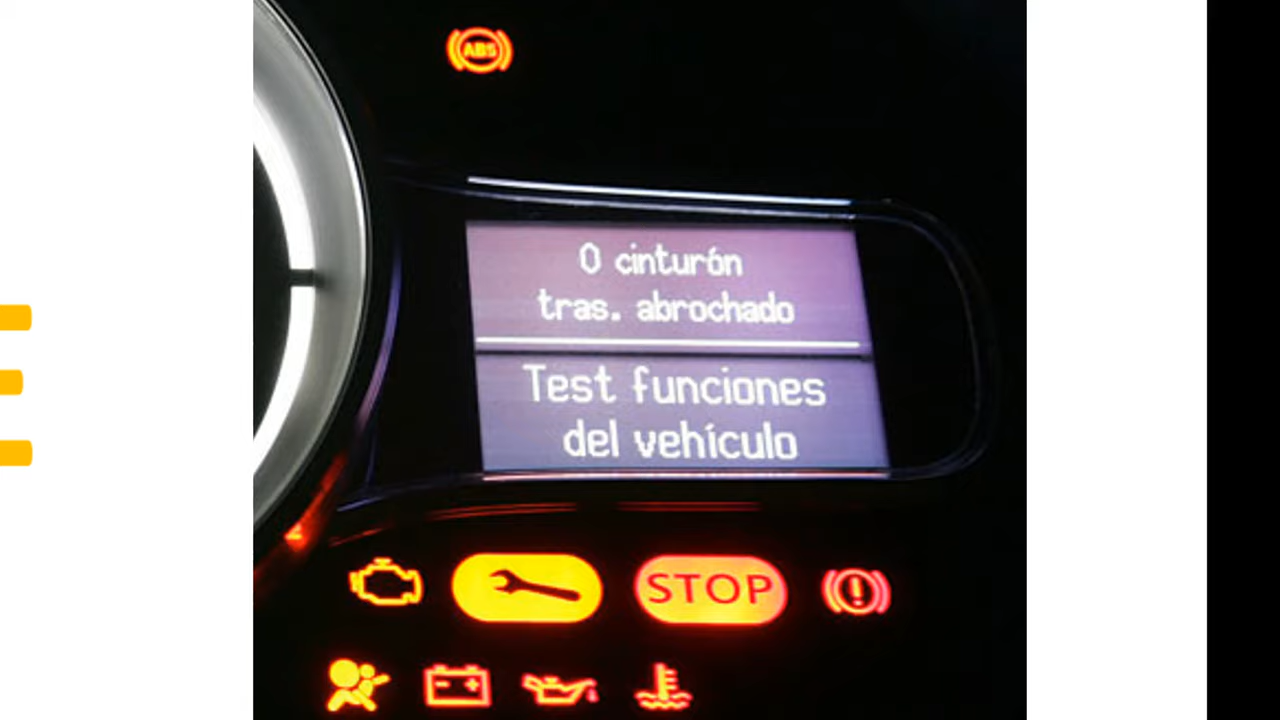 ABS
0 cinturón
tras. abrochado
Test funciones
del vehículo
STOP